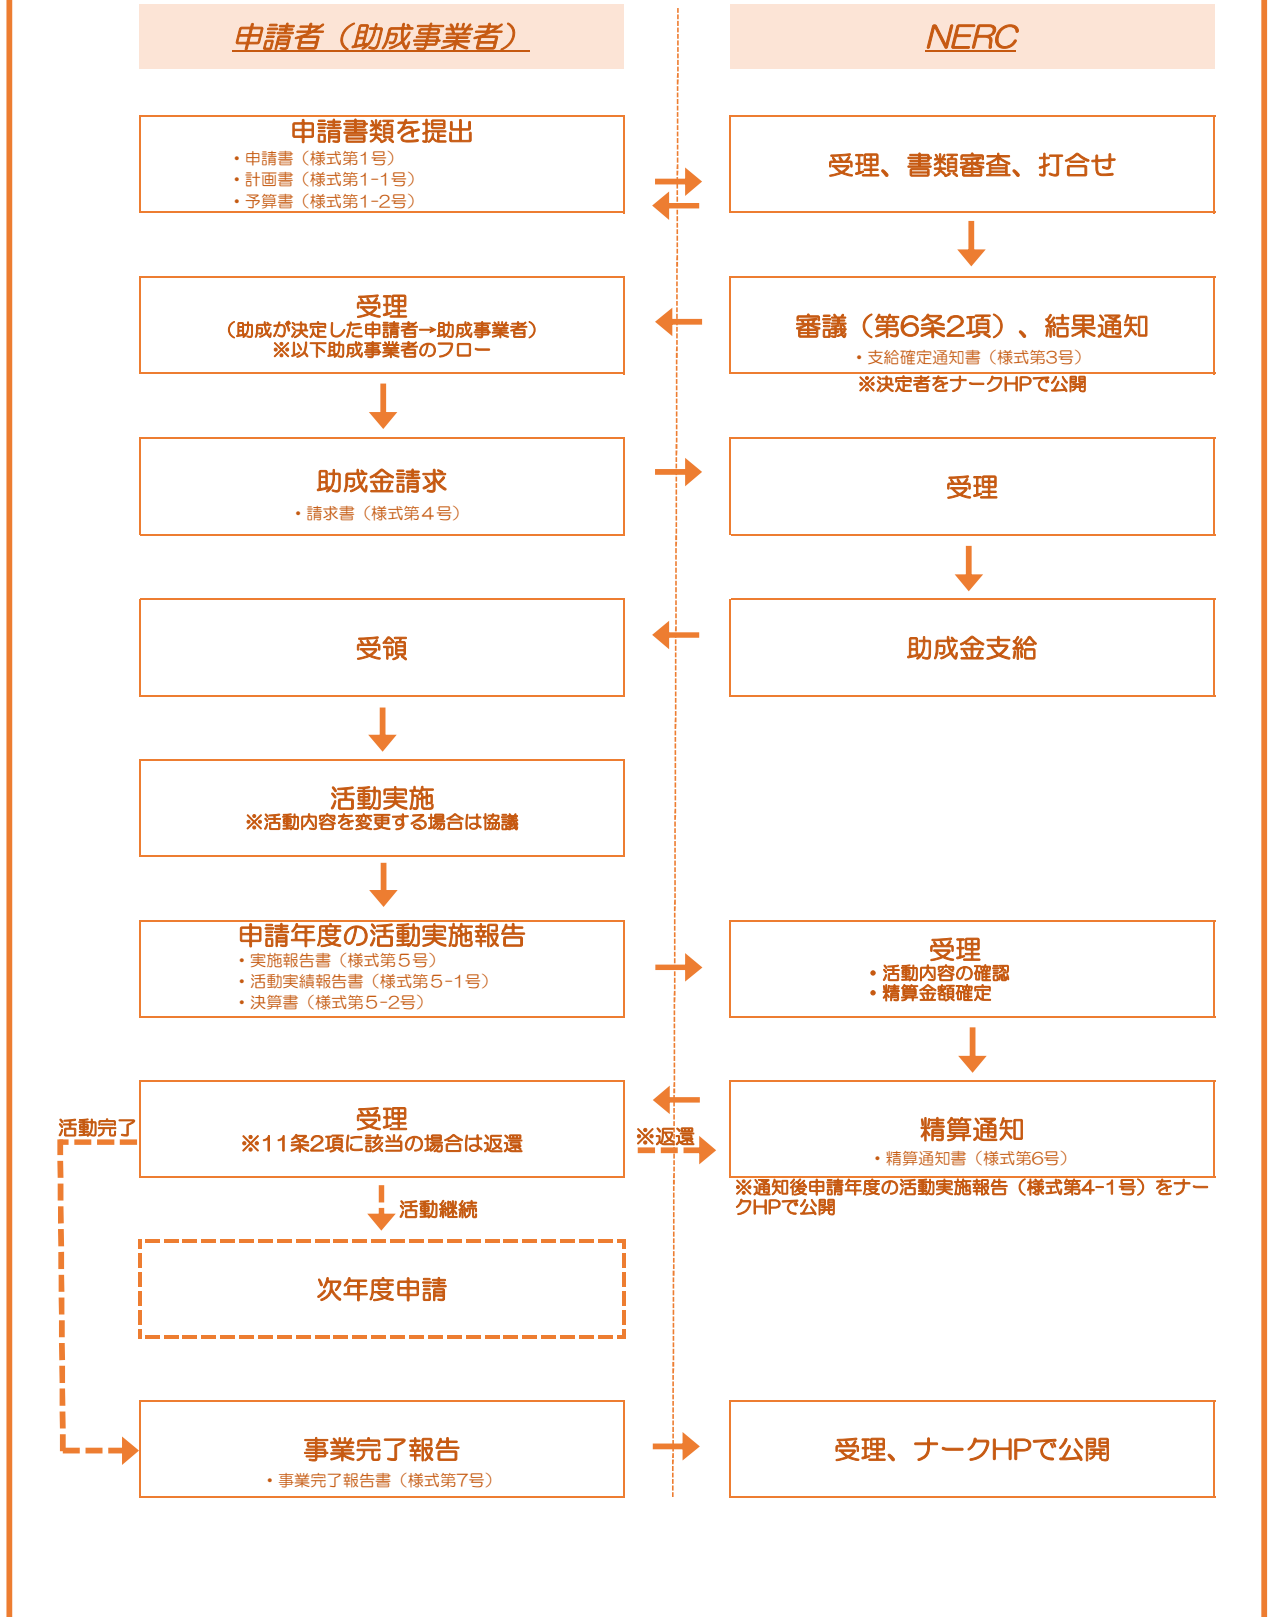 申請者（助成事業者）
NERC
申請書類を提出
・申請書（様式第1号）
・計画書（様式第1-1号）
・予算書（様式第1-2号）
受理、書類審査、打合せ
受理
（助成が決定した申請者→助成事業者）
※以下助成事業者のフロー
審議（第6条2項）、結果通知
・支給確定通知書（様式第3号）
※決定者をナークHPで公開
助成金請求
・請求書（様式第４号）
受理
受領
助成金支給
活動実施
※活動内容を変更する場合は協議
申請年度の活動実施報告
・実施報告書（様式第５号）
・活動実績報告書（様式第５-1号）
・決算書（様式第５-2号）
受理
・活動内容の確認
・精算金額確定
活動完了
受理
※11条2項に該当の場合は返還
※返還
精算通知
・精算通知書（様式第6号）
※通知後申請年度の活動実施報告（様式第4-1号）をナー
クHPで公開
活動継続
次年度申請
事業完了報告
・事業完了報告書（様式第7号）
受理、ナークHPで公開